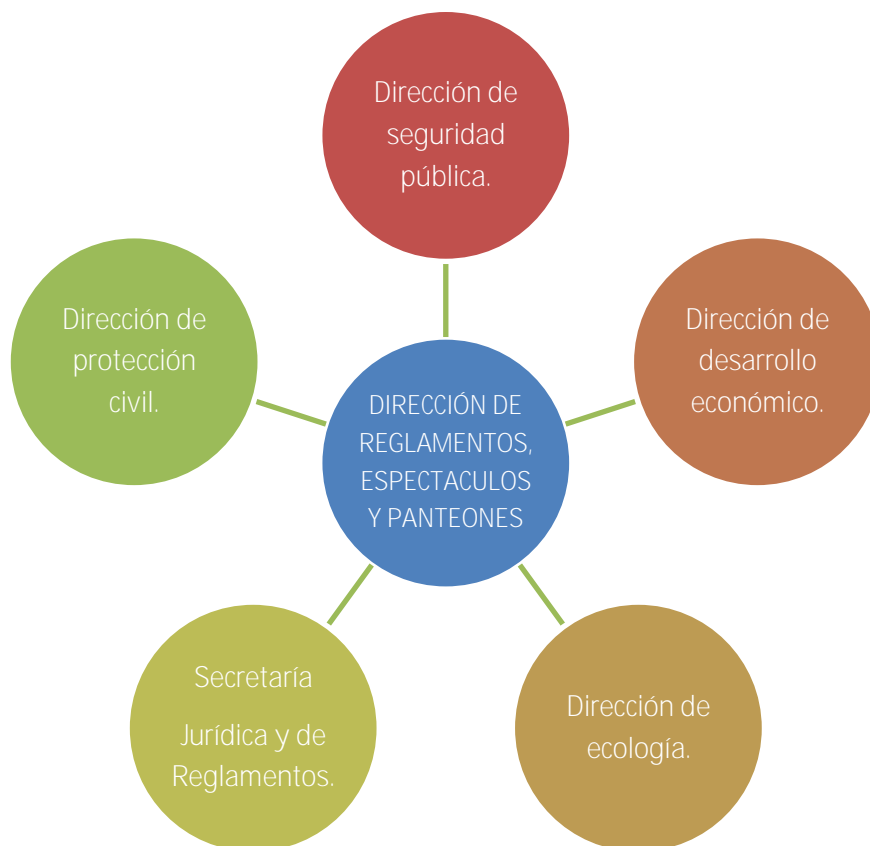 Dirección de
seguridad
pública.
Dirección de
protección
civil.
Dirección de
desarrollo
económico.
DIRECCIÓN DE
REGLAMENTOS,
ESPECTACULOS
Y PANTEONES
Secretaría
Jurídica y de
Reglamentos.
Dirección de
ecología.